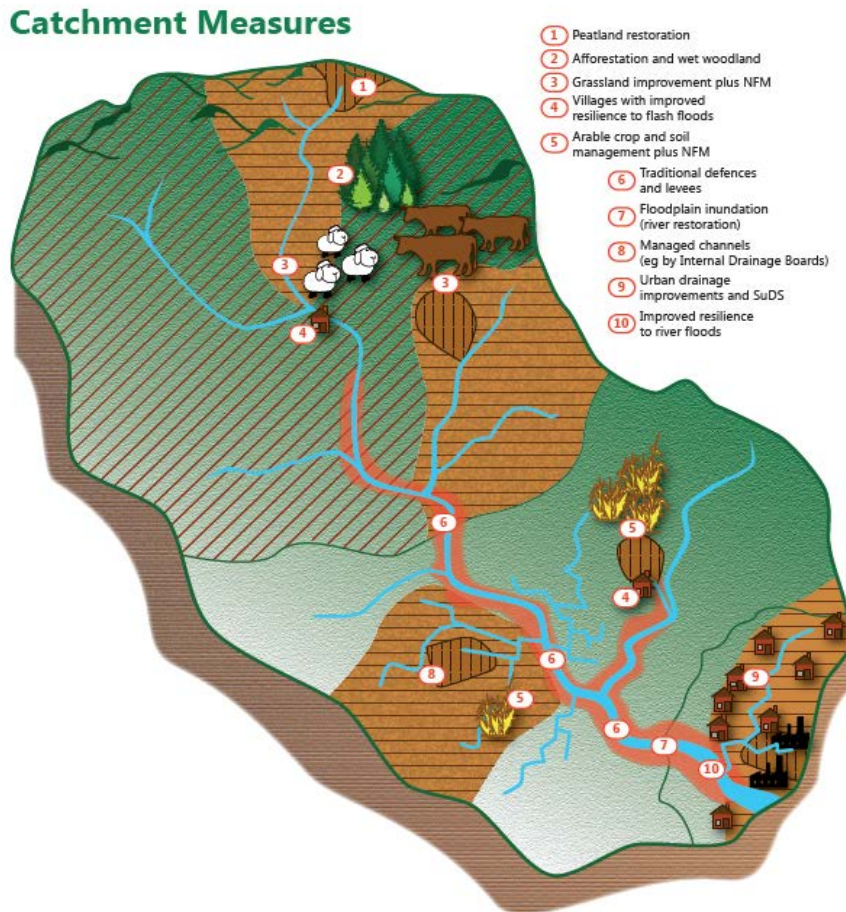 Catchment Measures
1 Peatland restoration
2 Afforestation and wet woodland
3 Grassland improvement plus NFM
4 Villages with improved
resilience to flash floods
5 Arable crop and soil
management plus NFM
6 Traditional defences
and levees
7 Floodplain inundation
(river restoration)
8 Managed channels
(eg by Internal Drainage Boards)
9 Urban drainage
improvements and SuDS
10 Improved resilience
to river floods
1
2
3
3
4
6
5
4
6
8
5
9
6
7
10